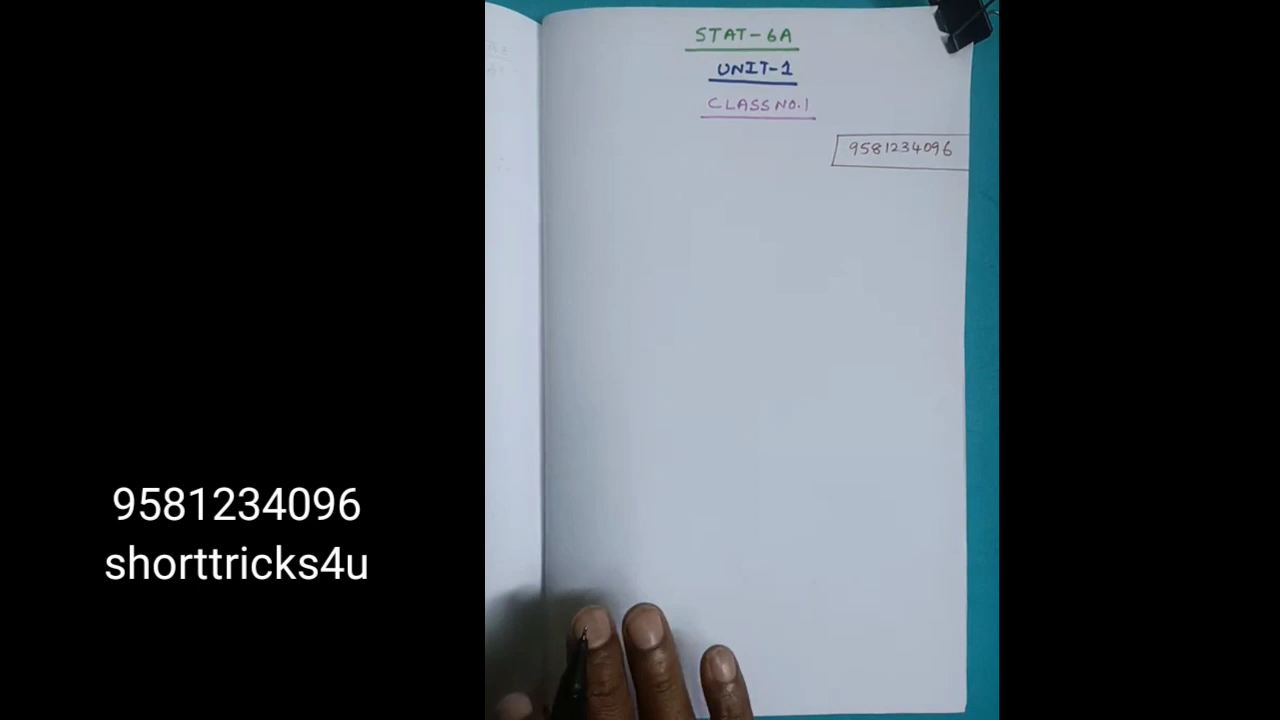 STAT-6A
UNIT-1
CLASS NO.1
9581234096
9581234096
shorttricks4u